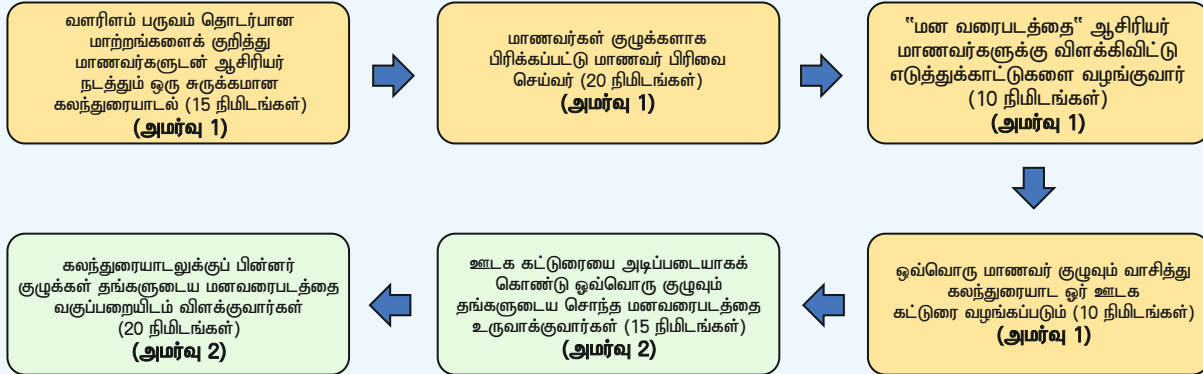 வளரிளம் பருவம் தொடர்பான
மாற்றங்களைக் குறித்து
மாணவர்களுடன் ஆசிரியர்
நடத்தும் ஒரு சுருக்கமான
கலந்துரையாடல் (15 நிமிடங்கள்)
(அமர்வு 1)
மாணவர்கள் குழுக்களாக
பிரிக்கப்பட்டு மாணவர் பிரிவை
செய்வர் (20 நிமிடங்கள்)
(அமர்வு 1)
“மன வரைபடத்தை“ ஆசிரியர்
மாணவர்களுக்கு விளக்கிவிட்டு
எடுத்துக்காட்டுகளை வழங்குவார்
(10 நிமிடங்கள்)
(அமர்வு 1)
ஒவ்வொரு மாணவர் குழுவும் வாசித்து
கலந்துரையாட ஓர் ஊடக
கட்டுரை வழங்கப்படும் (10 நிமிடங்கள்)
(அமர்வு 1)
ஊடக கட்டுரையை அடிப்படையாகக்
கொண்டு ஒவ்வொரு குழுவும்
தங்களுடைய சொந்த மனவரைபடத்தை
உருவாக்குவார்கள் (15 நிமிடங்கள்)
(அமர்வு 2)
கலந்துரையாடலுக்குப் பின்னர்
குழுக்கள் தங்களுடைய மனவரைபடத்தை
வகுப்பறையிடம் விளக்குவார்கள்
(20 நிமிடங்கள்)
(அமர்வு 2)